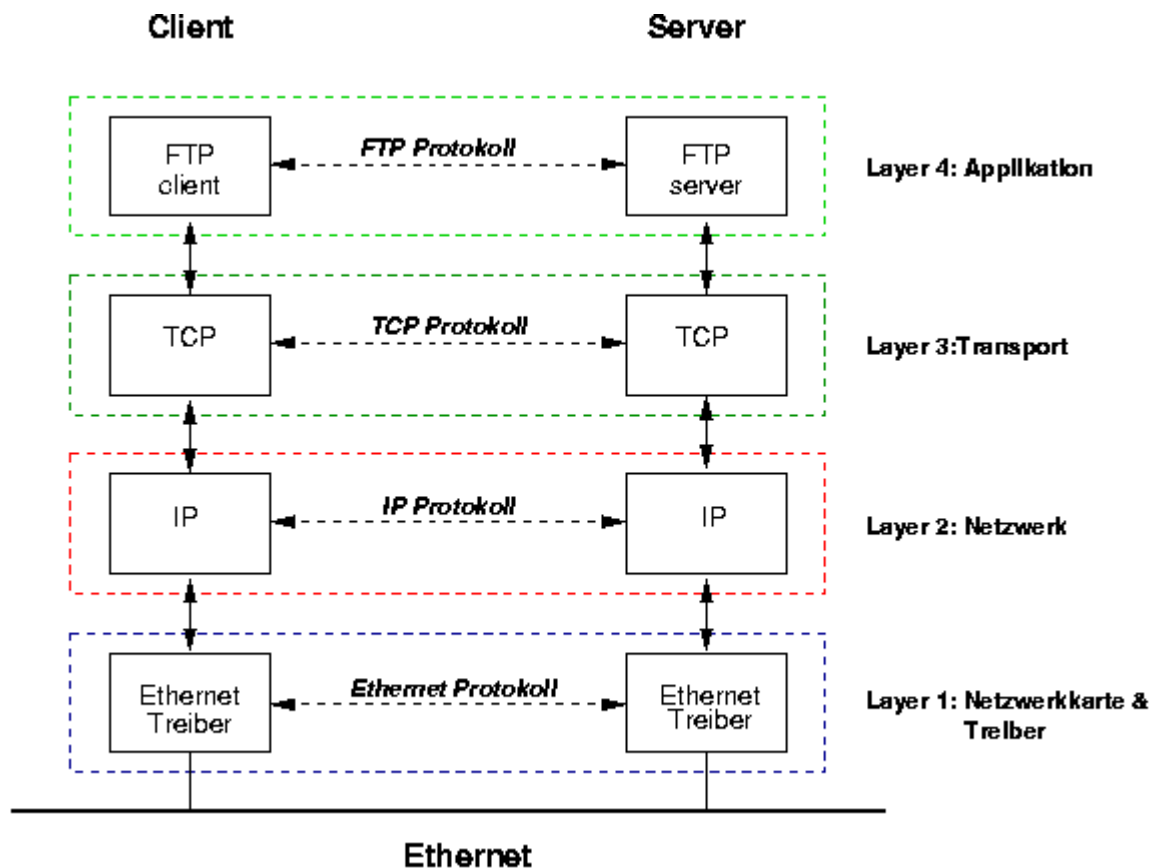 Client
Server
FTP Protokoll
FTP
client
FTP
server
Layer 4: Applikation
TCP Protokoll
TCP
TCP
Layer 3:Transport
IP Protokoll
IP
IP
Layer 2: Netzwerk
Ethernet Protokoll
Ethernet
Treiber
Ethernet
Treiber
Layer 1: Netzwerkkarte &
Treiber
Ethernet